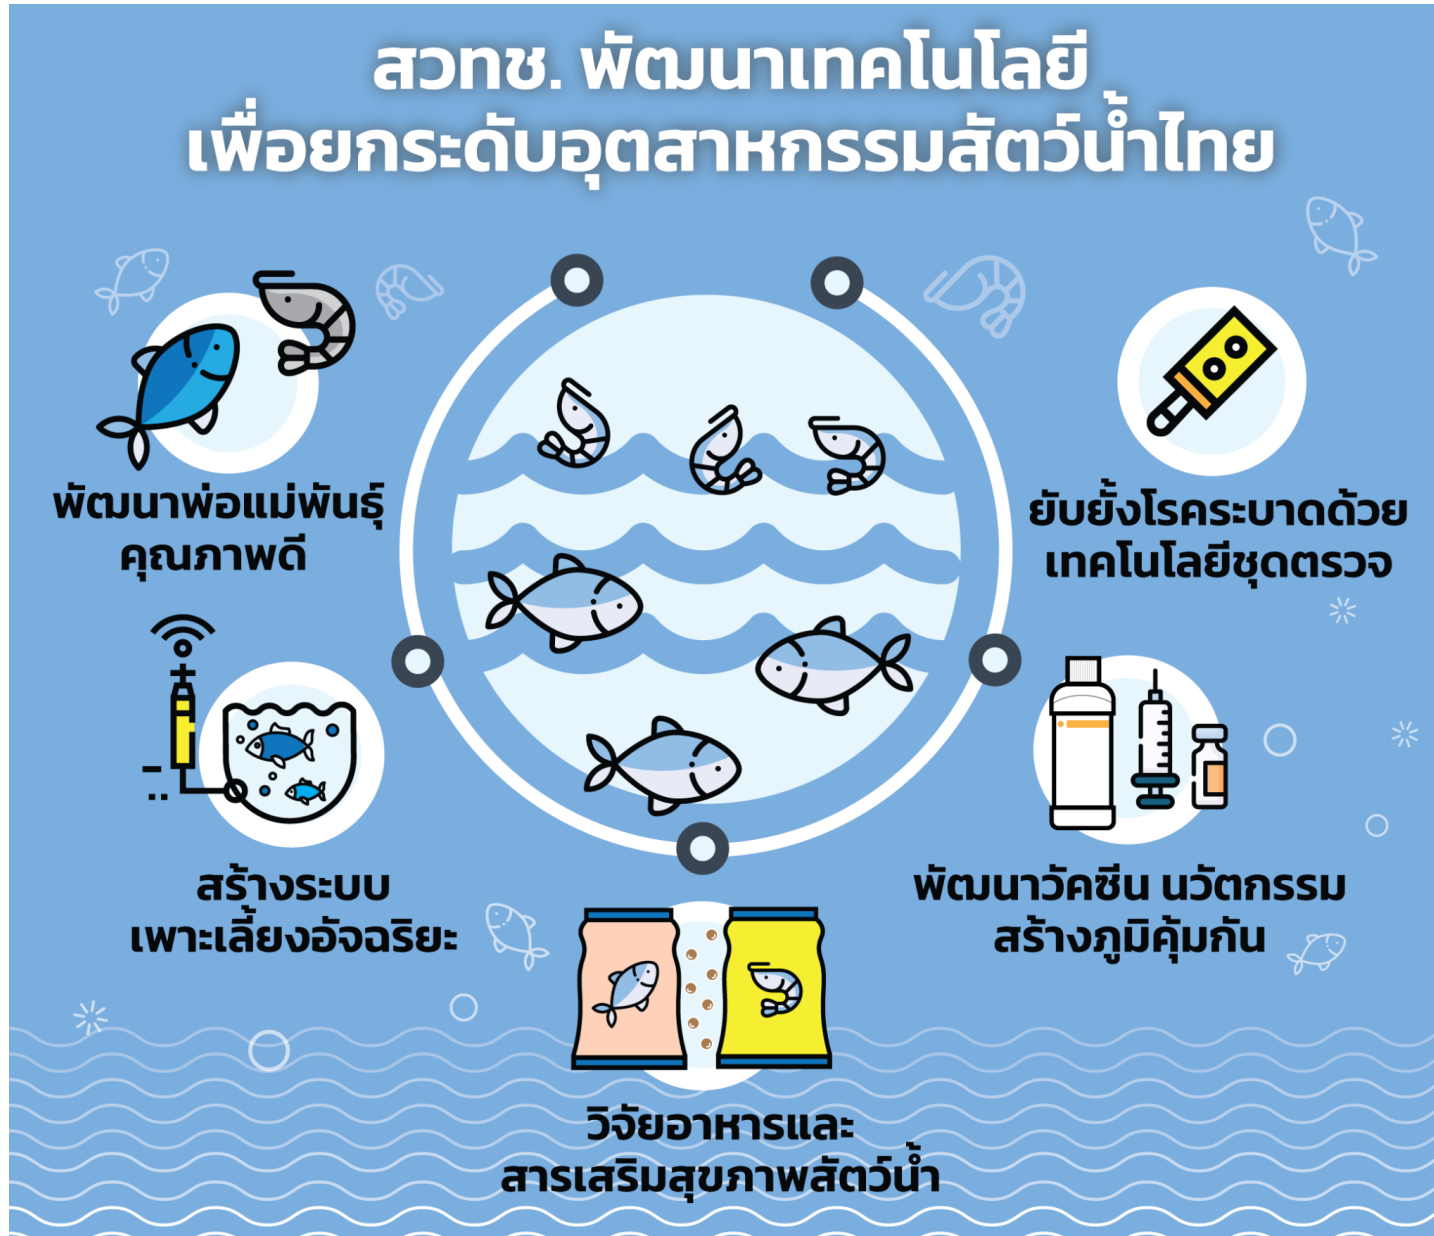 สวทช. พัฒนาเทคโนโลยี
เพื่อยกระดับอุตสาหกรรมสัตว์น้ำไทย
พัฒนาพ่อแม่พันธุ์
คุณภาพดี
ยับยั้งโรคระบาดด้วย
เทคโนโลยีชุดตรวจ
สร้างระบบ
เพาะเลี้ยงอัจฉริยะ
พัฒนาวัคซีน นวัตกรรม
สร้างภูมิคุ้มกัน
วิจัยอาหารและ
สารเสริมสุขภาพสัตว์น้ำ